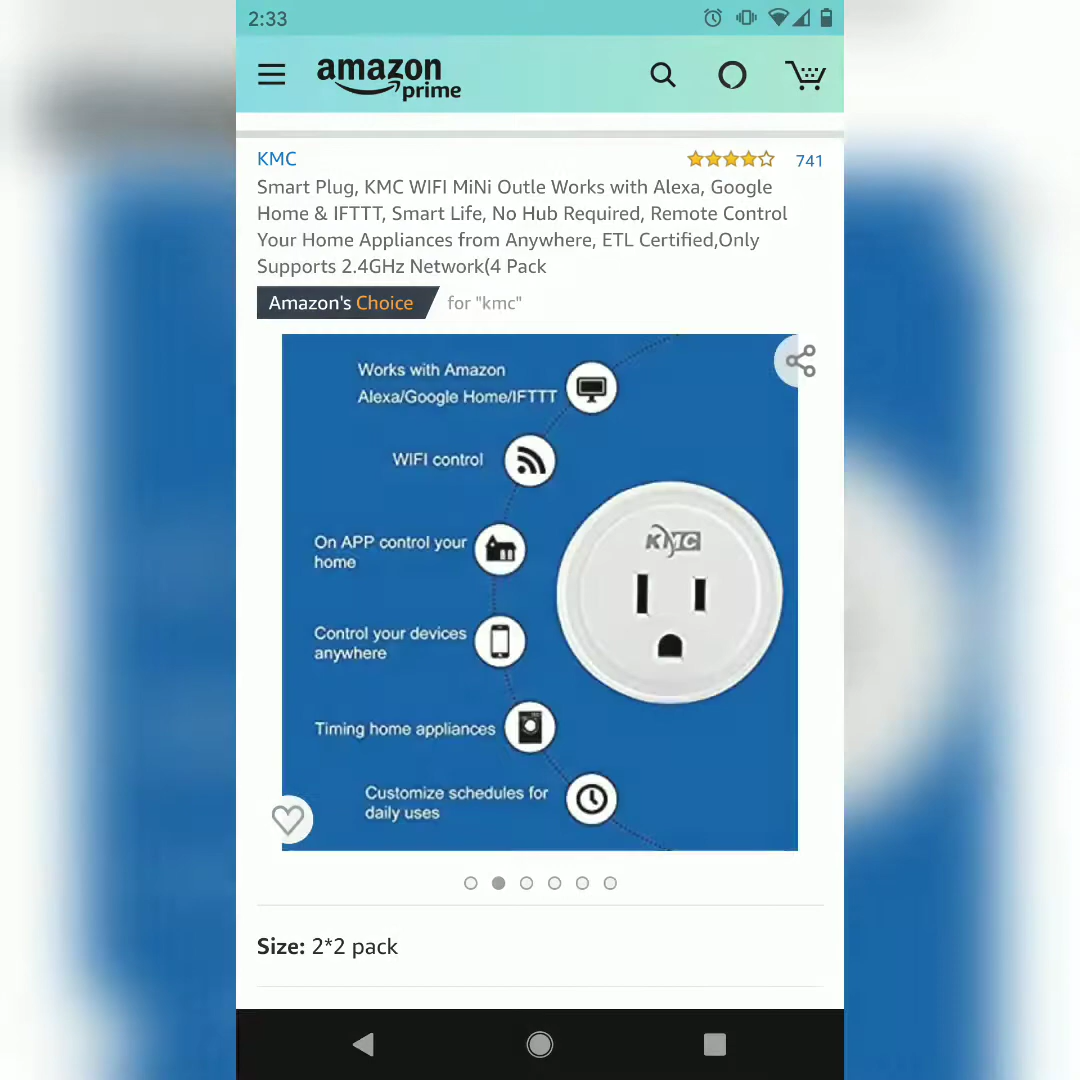 2:33
amazon
prime
KMC
741
Smart Plug, KMC WIFI MiNi Outle Works with Alexa, Google
Home & IFTTT, Smart Life, No Hub Required, Remote Control
Your Home Appliances from Anywhere, ETL Certified,Only
Supports 2.4GHz Network(4 Pack
Amazon's Choice for "kmc"
Works with Amazon
Alexa/Google Home/IFTTT
WIFI control
KMC
On APP control your
home
Control your devices
anywhere
Timing home appliances
Customize schedules for
daily uses
Size: 2*2 pack